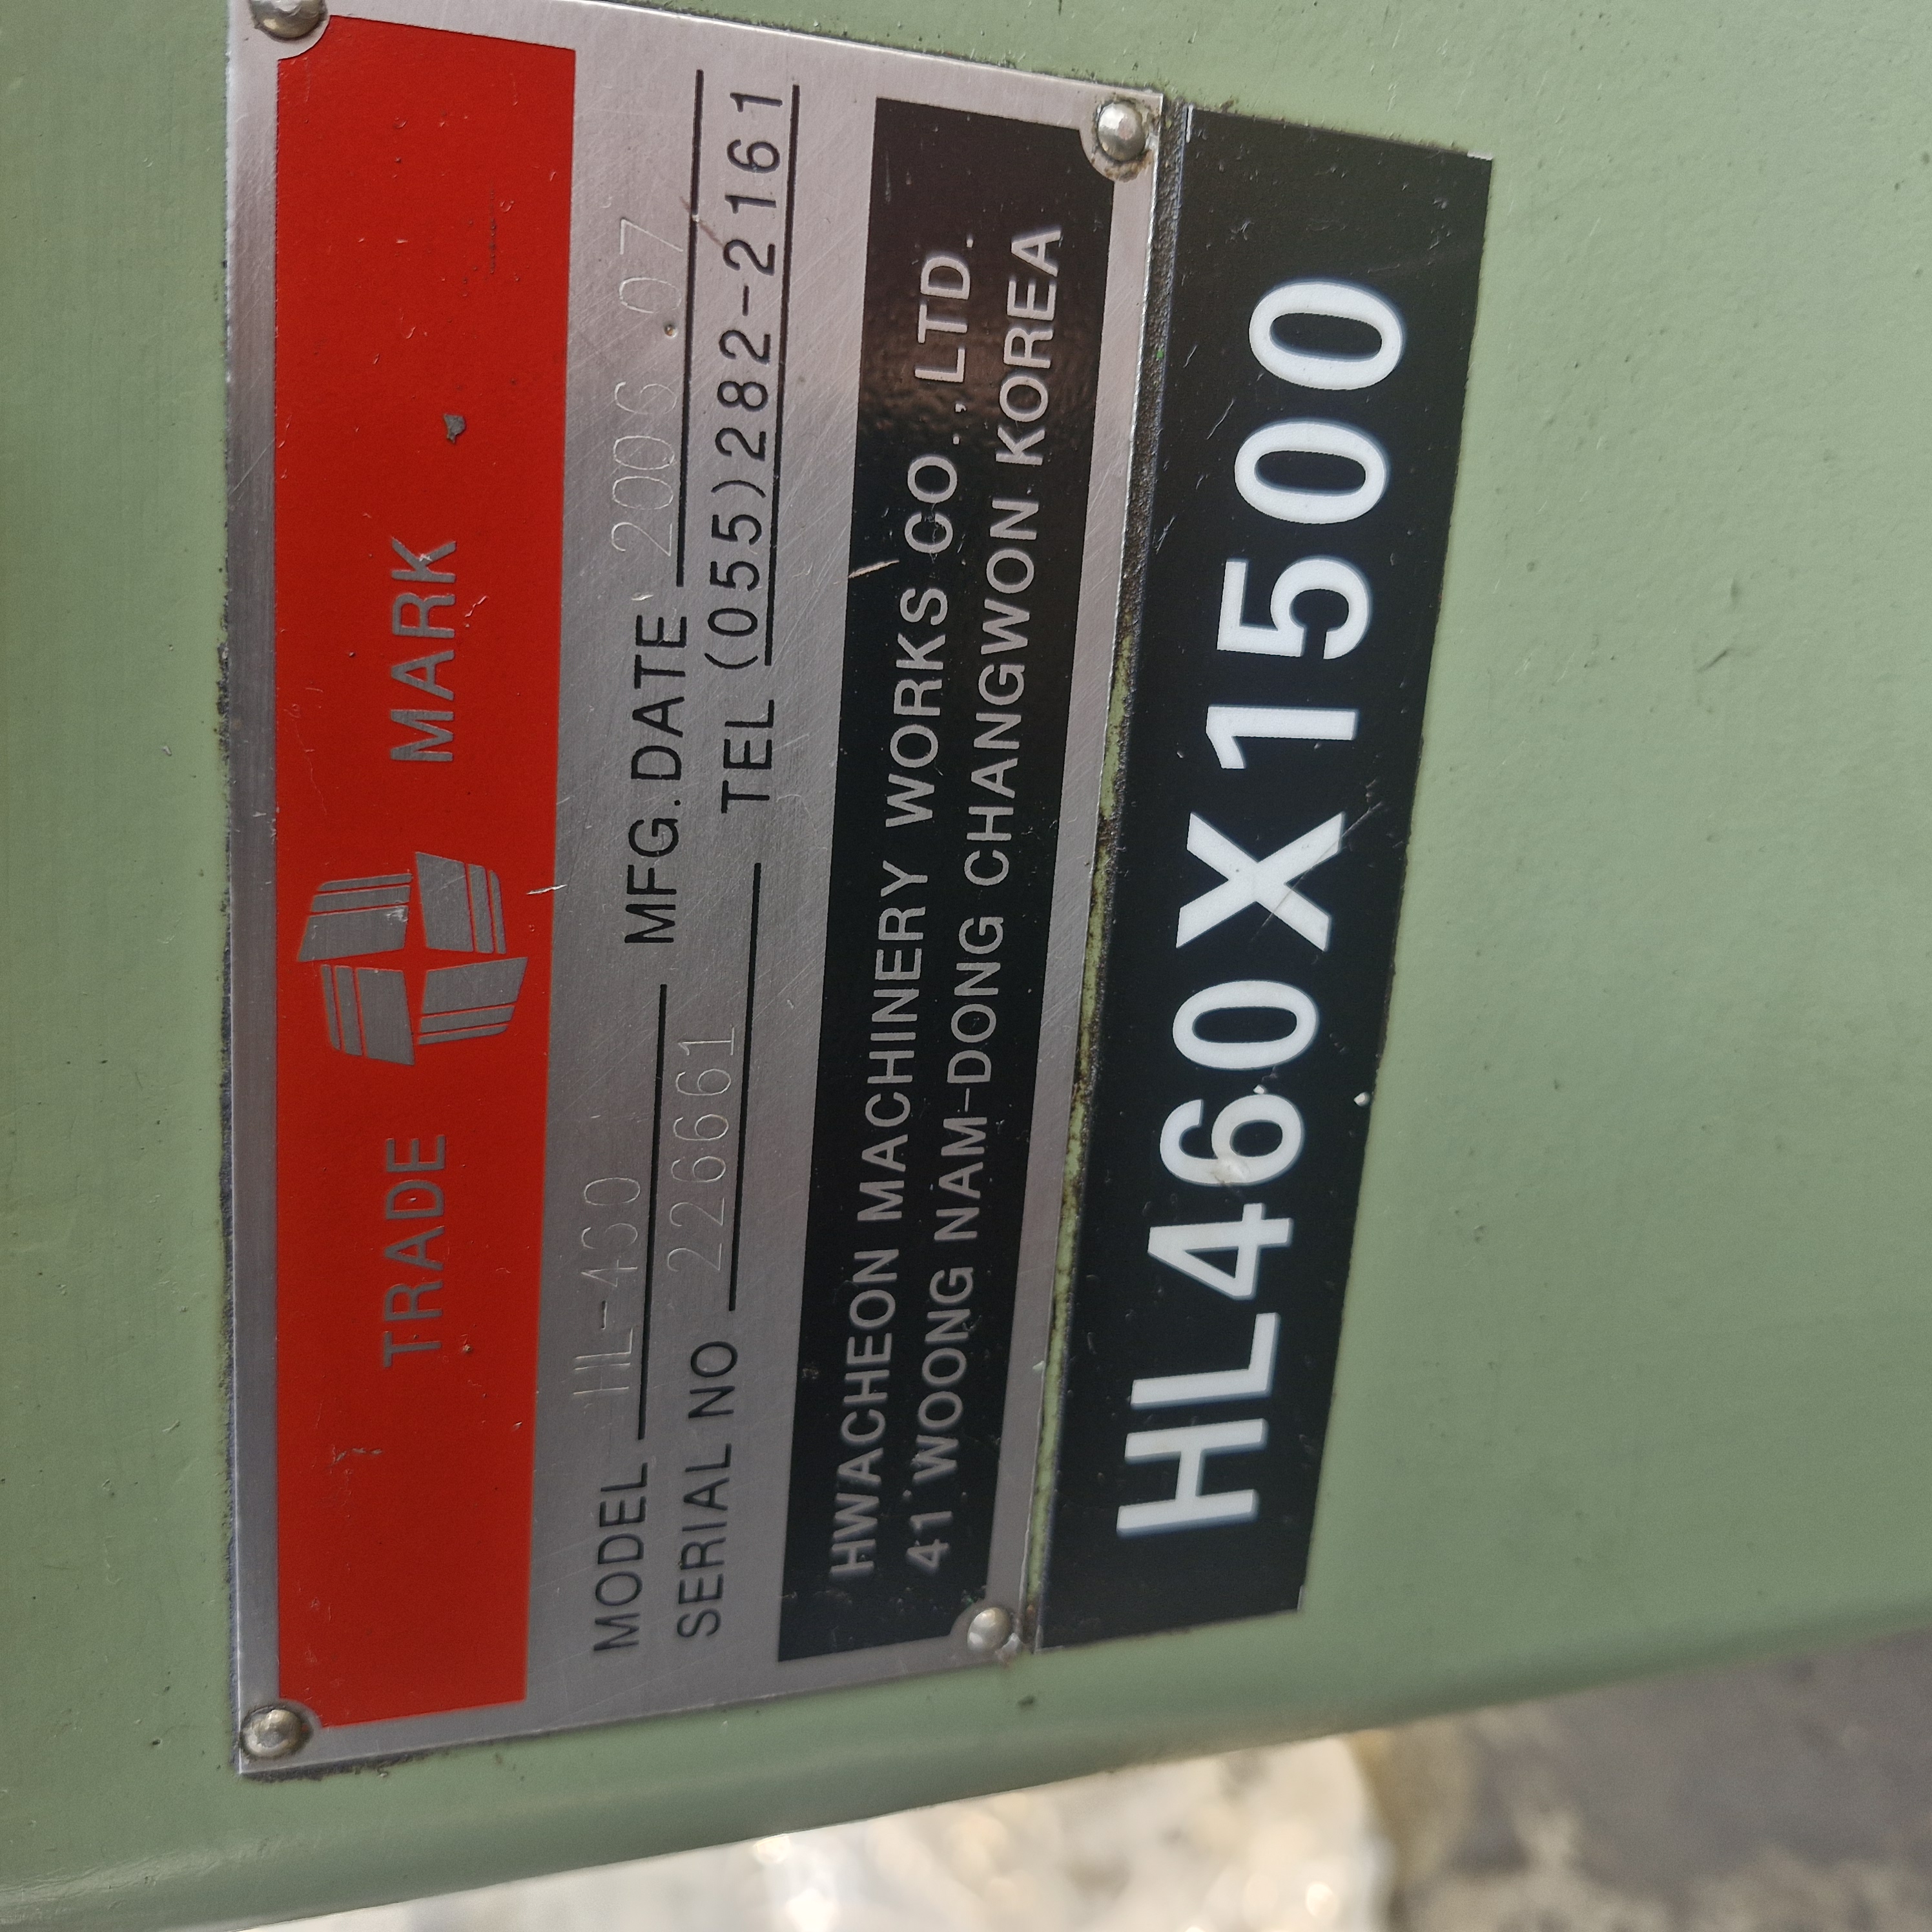 TRADE MARK
MODEL HL-460 MFG.DATE 2006.07
SERIAL NO 226661 TEL (055)282-2161
HWACHEON MACHINERY WORKS CO.,LTD.
41 WOONG NAM-DONG CHANGWON KOREA
HL460X1500